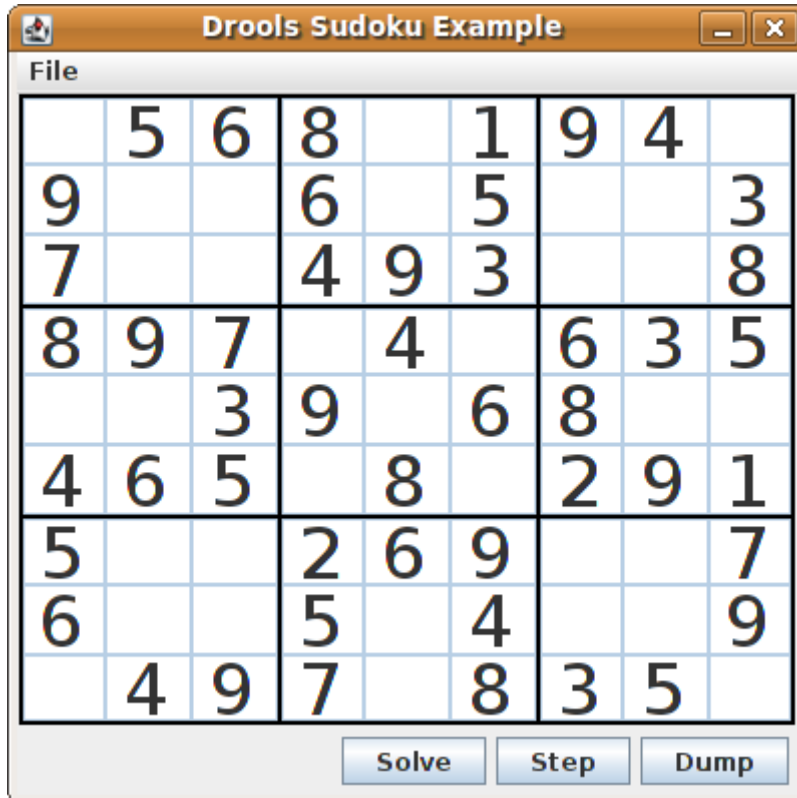 Drools Sudoku Example
File
5 6 8 1 9 4
9 6 5 3
7 4 9 3 8
8 9 7 4 6 3 5
3 9 6 8
4 6 5 8 2 9 1
5 2 6 9 7
6 5 4 9
4 9 7 8 3 5
Solve Step Dump